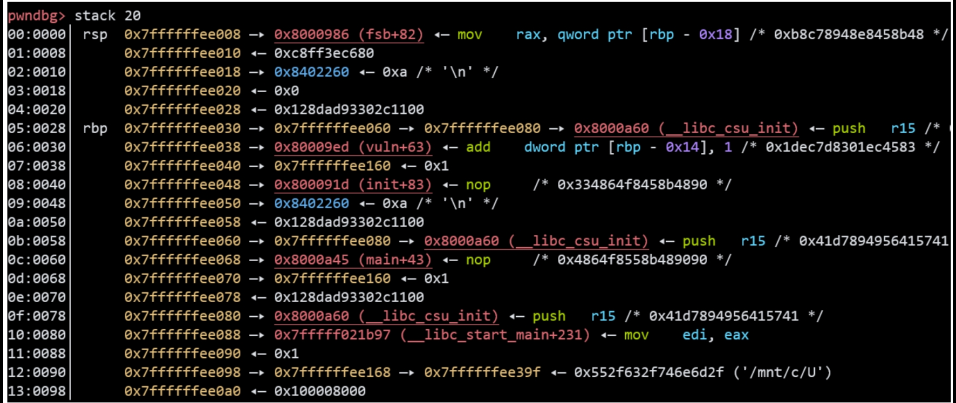 pwndbg> stack 20
00:0000│ rsp 0x7ffffffee008 —▸ 0x8000986 (fsb+82) ◂— mov rax, qword ptr [rbp - 0x18] /* 0xb8c78948e8458b48 */
01:0008│ 0x7ffffffee010 ◂— 0xc8ff3ec680
02:0010│ 0x7ffffffee018 —▸ 0x8402260 ◂— 0xa /* '\n' */
03:0018│ 0x7ffffffee020 ◂— 0x0
04:0020│ 0x7ffffffee028 ◂— 0x128dad93302c1100
05:0028│ rbp 0x7ffffffee030 —▸ 0x7ffffffee060 —▸ 0x7ffffffee080 —▸ 0x8000a60 (__libc_csu_init) ◂— push r15 /*
06:0030│ 0x7ffffffee038 —▸ 0x80009ed (vuln+63) ◂— add dword ptr [rbp - 0x14], 1 /* 0x1dec7d8301ec4583 */
07:0038│ 0x7ffffffee040 —▸ 0x7ffffffee160 ◂— 0x1
08:0040│ 0x7ffffffee048 —▸ 0x800091d (init+83) ◂— nop /* 0x334864f8458b4890 */
09:0048│ 0x7ffffffee050 —▸ 0x8402260 ◂— 0xa /* '\n' */
0a:0050│ 0x7ffffffee058 ◂— 0x128dad93302c1100
0b:0058│ 0x7ffffffee060 —▸ 0x7ffffffee080 —▸ 0x8000a60 (__libc_csu_init) ◂— push r15 /* 0x41d7894956415741
0c:0060│ 0x7ffffffee068 —▸ 0x8000a45 (main+43) ◂— nop /* 0x4864f8558b489090 */
0d:0068│ 0x7ffffffee070 —▸ 0x7ffffffee160 ◂— 0x1
0e:0070│ 0x7ffffffee078 ◂— 0x128dad93302c1100
0f:0078│ 0x7ffffffee080 —▸ 0x8000a60 (__libc_csu_init) ◂— push r15 /* 0x41d7894956415741 */
10:0080│ 0x7ffffffee088 —▸ 0x7fffff021b97 (__libc_start_main+231) ◂— mov edi, eax
11:0088│ 0x7ffffffee090 ◂— 0x1
12:0090│ 0x7ffffffee098 —▸ 0x7ffffffee168 —▸ 0x7ffffffee39f ◂— 0x552f632f746e6d2f ('/mnt/c/U')
13:0098│ 0x7ffffffee0a0 ◂— 0x100008000